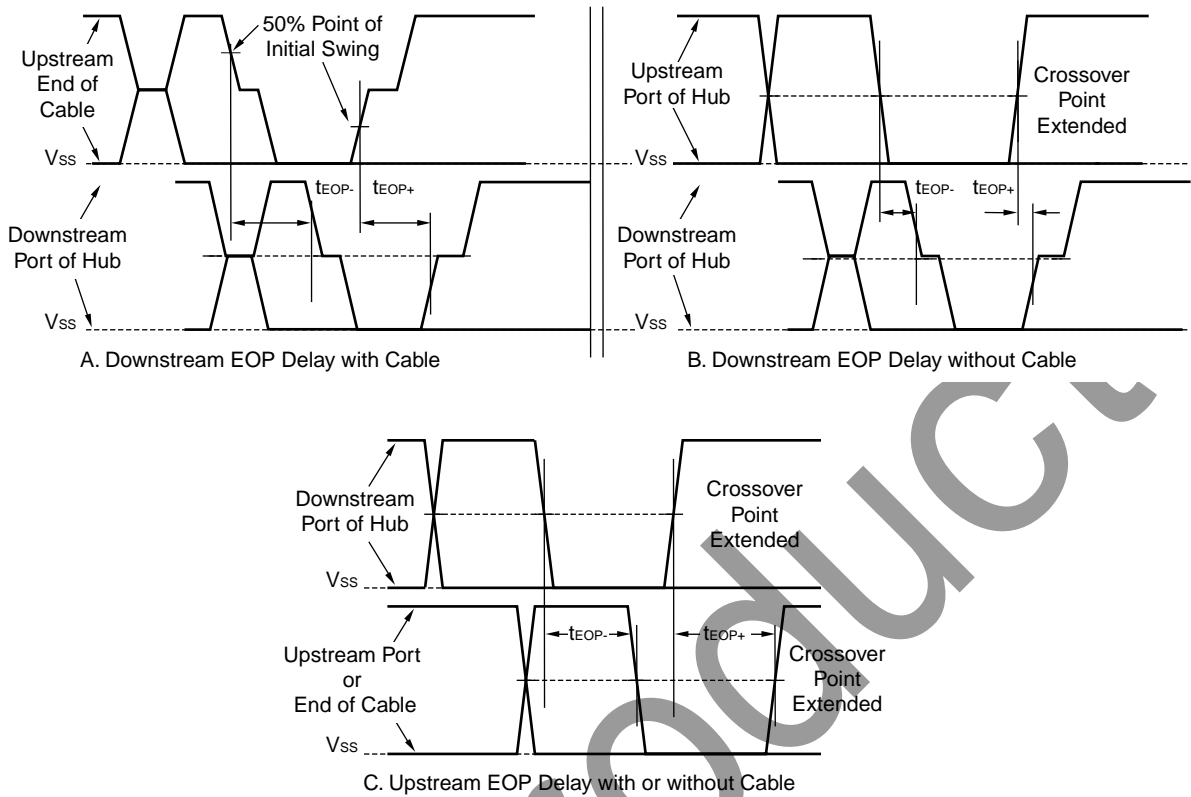 50% Point of
Initial Swing
Upstream
End of
Cable
VSS
tEOP-
tEOP+
Downstream
Port of Hub
VSS
A. Downstream EOP Delay with Cable
Upstream
Port of Hub
Crossover
Point
Extended
VSS
tEOP-
tEOP+
Downstream
Port of Hub
VSS
B. Downstream EOP Delay without Cable
Downstream
Port of Hub
Crossover
Point
Extended
VSS
tEOP-
tEOP+
Upstream Port
or
End of Cable
Crossover
Point
Extended
VSS
C. Upstream EOP Delay with or without Cable
oduct